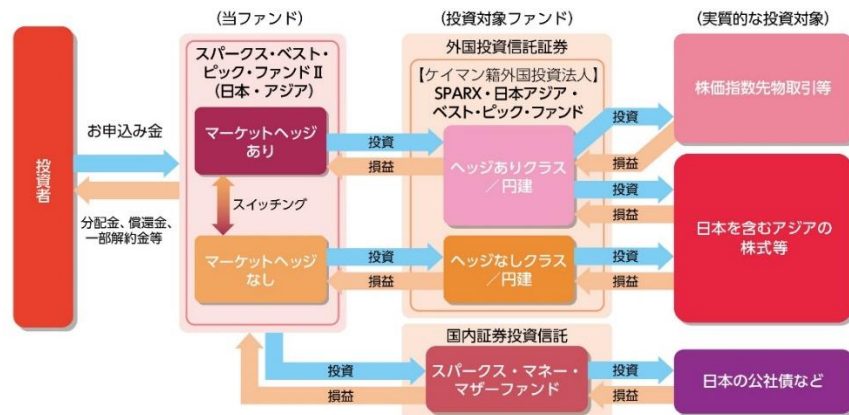 (当ファンド)
(投資対象ファンド)
(実質的な投資対象)
投資者
お申込み金
分配金、償還金、
一部解約金等
スパークス・ベスト・
ピック・ファンドⅡ
(日本・アジア)
マーケットヘッジ
あり
スイッチング
マーケットヘッジ
なし
投資
損益
投資
損益
外国投資信託証券
【ケイマン籍外国投資法人】
SPARX・日本アジア・
ベスト・ピック・ファンド
ヘッジありクラス
/円建
ヘッジなしクラス
/円建
投資
損益
投資
損益
投資
損益
株価指数先物取引等
日本を含むアジアの
株式等
投資
損益
国内証券投資信託
スパークス・マネー・
マザーファンド
投資
損益
日本の公社債など